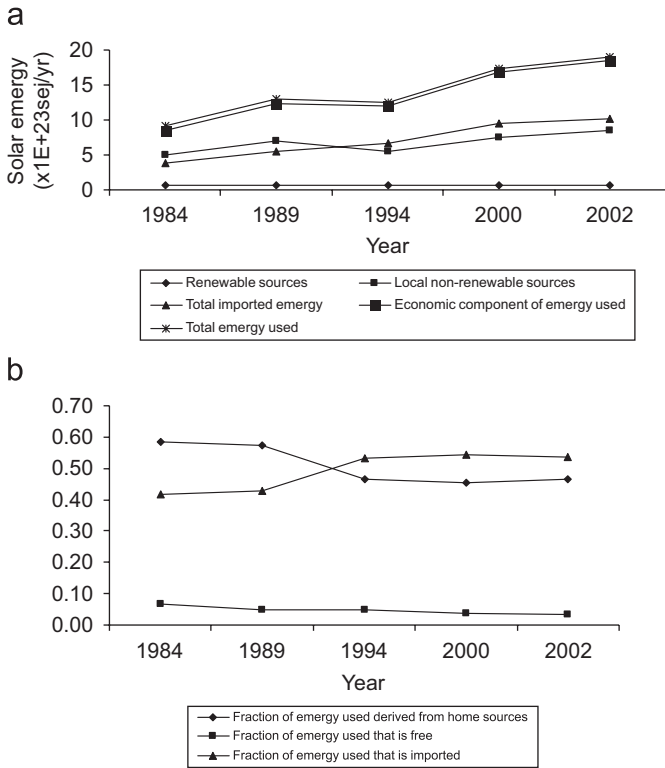 a
20
15
10
5
0
Solar emergy
(x1E+23sej/yr)
1984 1989 1994 2000 2002
Year
Renewable sources Local non-renewable sources
Total imported emergy Economic component of emergy used
Total emergy used
b
0.70
0.60
0.50
0.40
0.30
0.20
0.10
0.00
1984 1989 1994 2000 2002
Year
Fraction of emergy used derived from home sources
Fraction of emergy used that is free
Fraction of emergy used that is imported